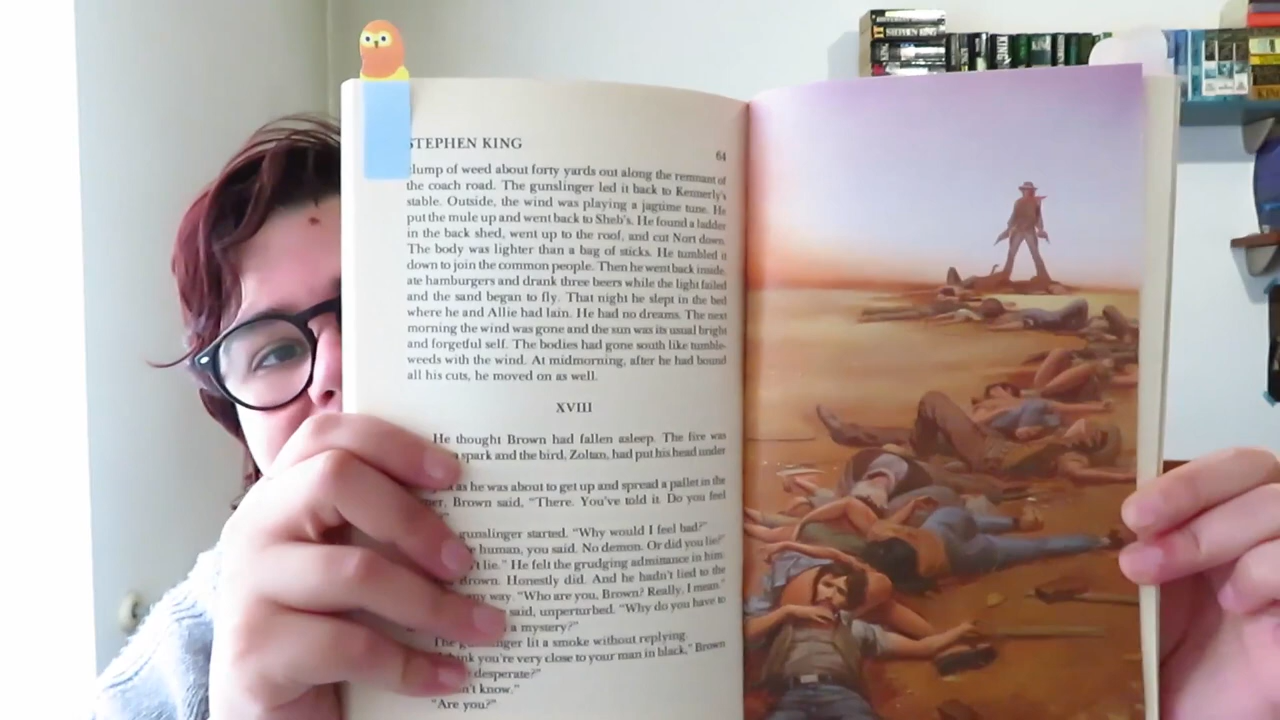 STEPHEN KING
64
clump of weed about forty yards out along the remnant of
the coach road. The gunslinger led it back to Kennerly's
stable. Outside, the wind was playing a jagtime tune. He
put the mule up and went back to Sheb's. He found a ladder
in the back shed, went up to the roof, and cut Nort down.
The body was lighter than a bag of sticks. He tumbled it
down to join the common people. Then he went back inside,
ate hamburgers and drank three beers while the light failed
and the sand began to fly. That night he slept in the bed
where he and Allie had lain. He had no dreams. The next
morning the wind was gone and the sun was its usual bright
and forgetful self. The bodies had gone south like tumble-
weeds with the wind. At midmorning, after he had bound
all his cuts, he moved on as well.
XVIII
He thought Brown had fallen asleep. The fire was
spark and the bird, Zoltan, had put his head under
as he was about to get up and spread a pallet in the
Brown said, "There. You've told it. Do you feel
gunslinger started. "Why would I feel bad?"
human, you said. No demon. Or did you lie?"
lie." He felt the grudging admittance in him:
Brown. Honestly did. And he hadn't lied to the
way. "Who are you, Brown? Really, I mean."
said, unperturbed. "Why do you have to
a mystery?"
The gunslinger lit a smoke without replying.
think you're very close to your man in black," Brown
desperate?"
know."
"Are you?"
STEPHEN KING